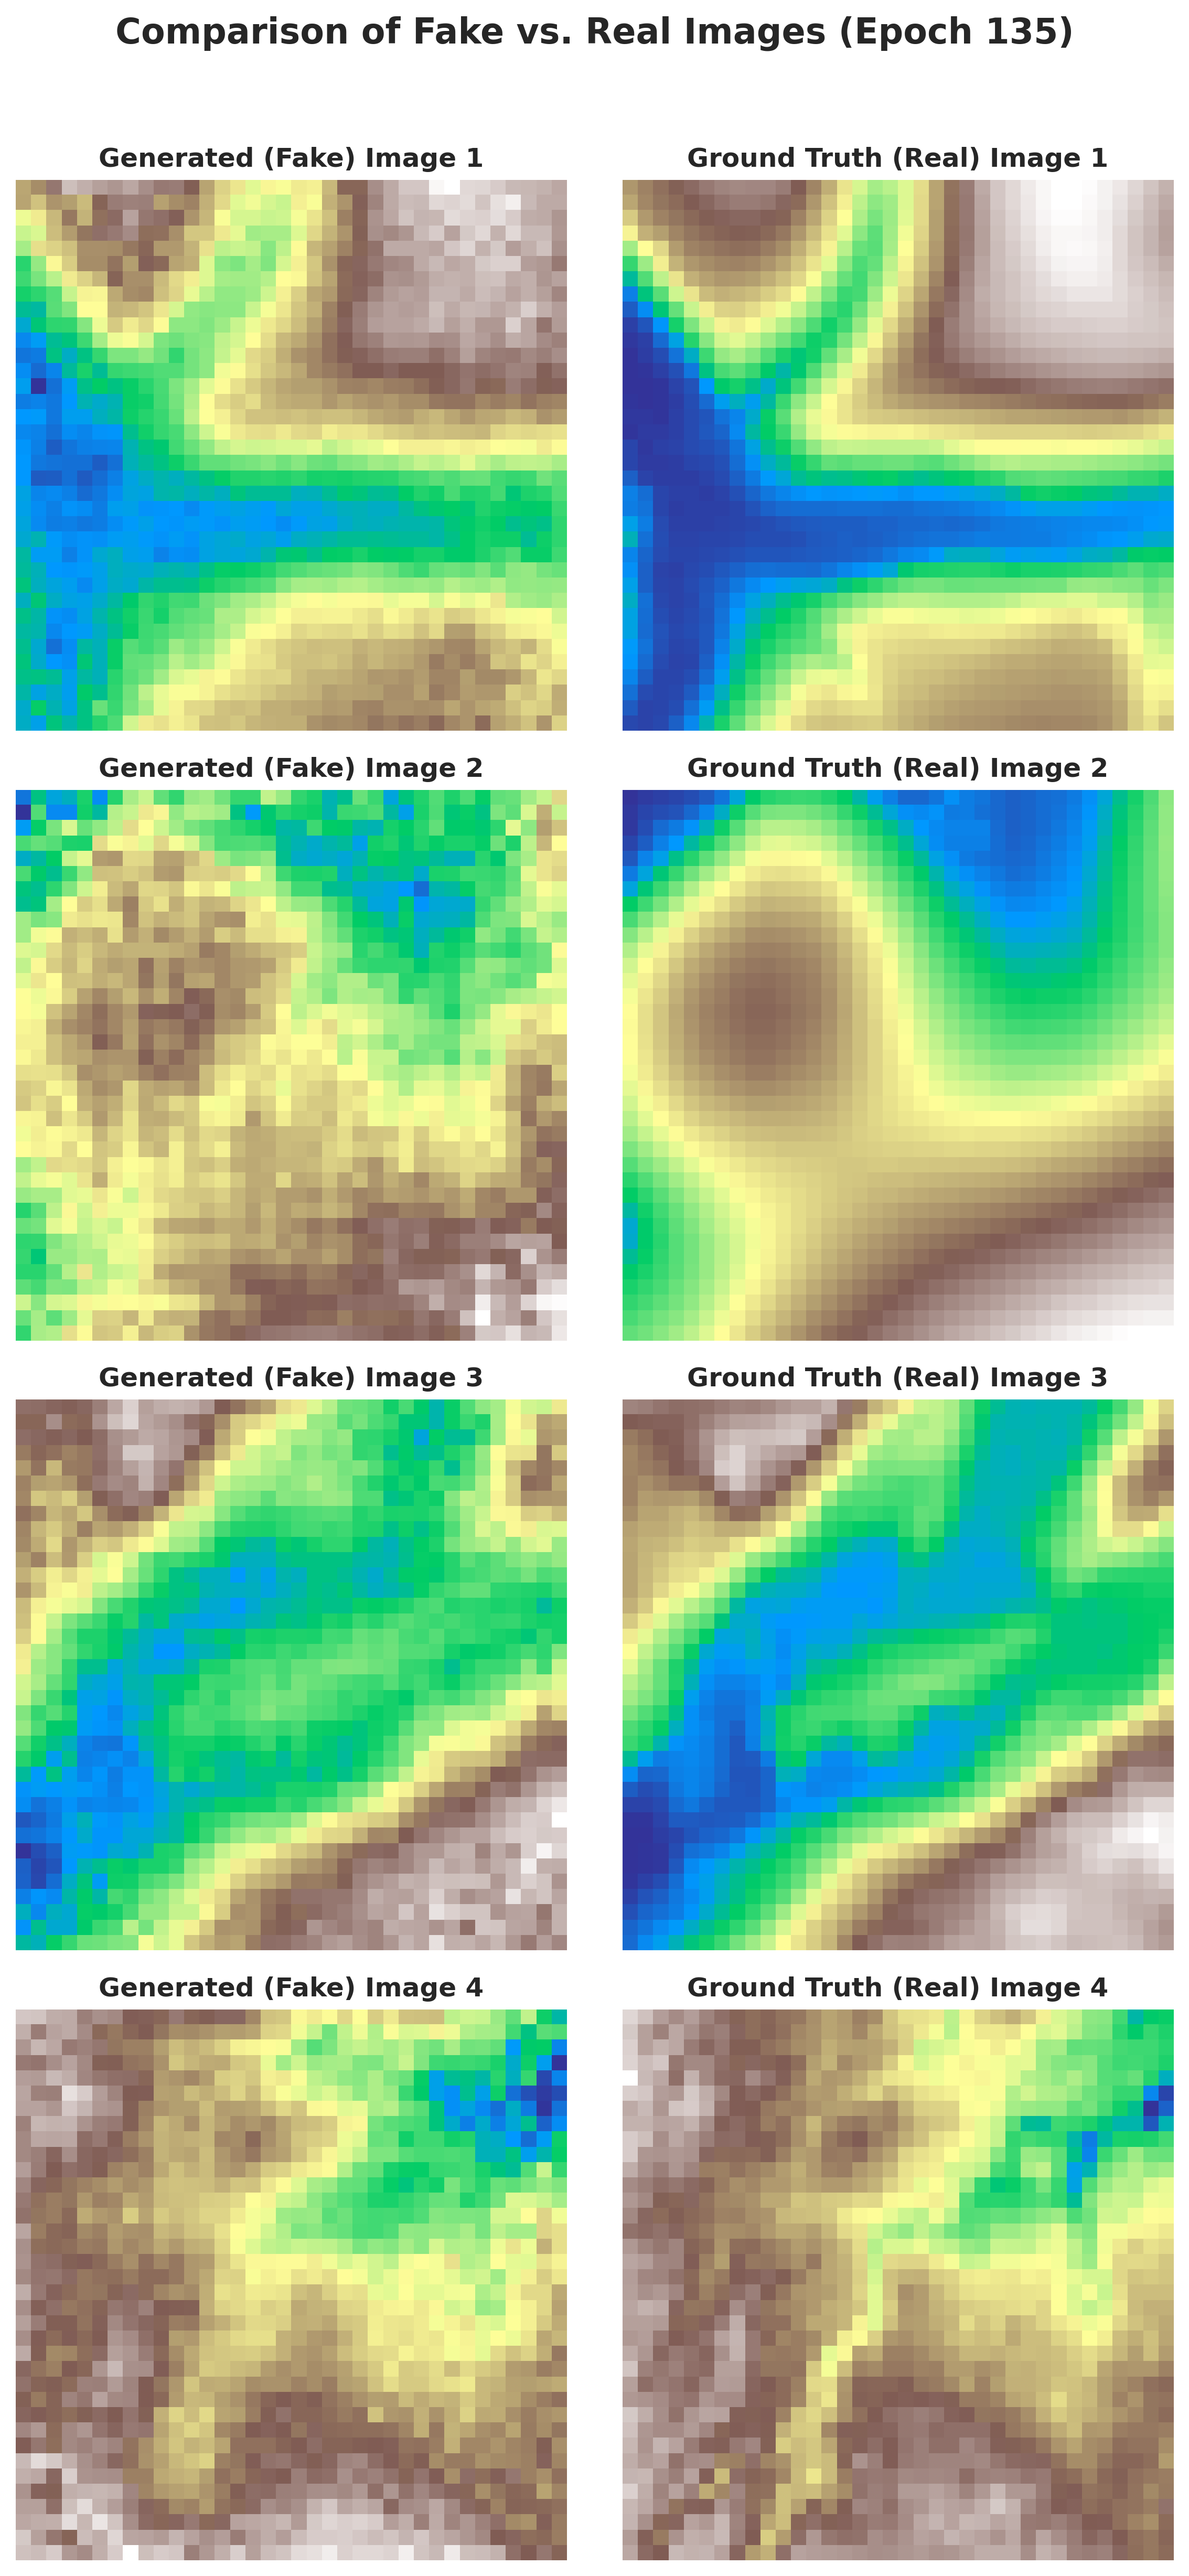 Comparison of Fake vs. Real Images (Epoch 135)
Generated (Fake) Image 1
Ground Truth (Real) Image 1
Generated (Fake) Image 2
Ground Truth (Real) Image 2
Generated (Fake) Image 3
Ground Truth (Real) Image 3
Generated (Fake) Image 4
Ground Truth (Real) Image 4